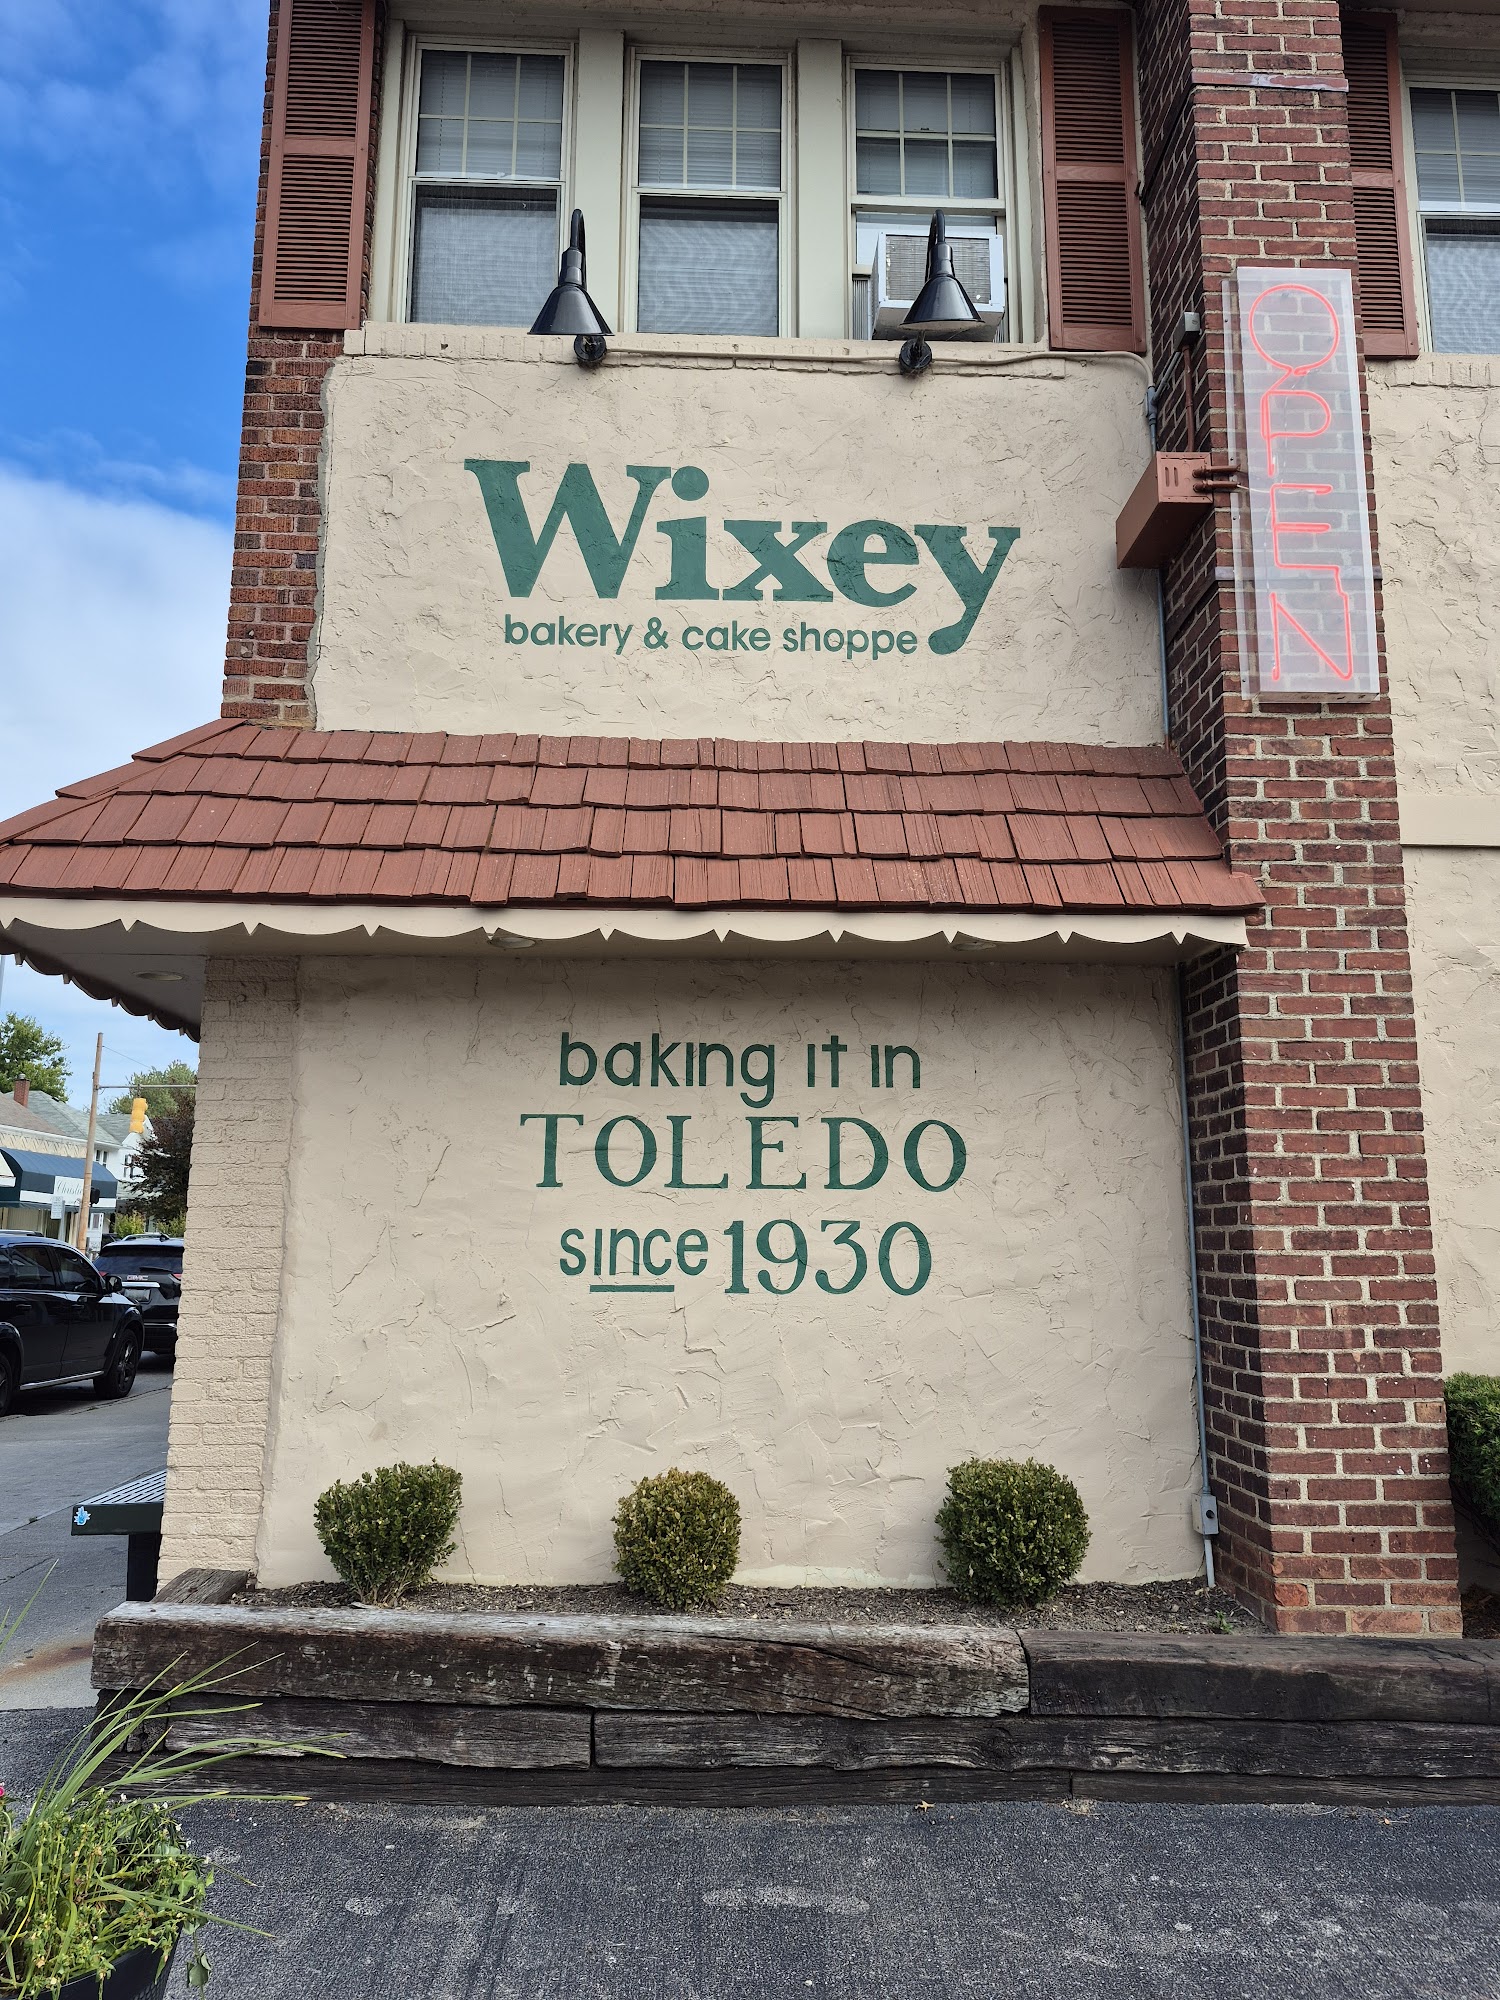 Wixey
bakery & cake shoppe
OPEN
baking it in
TOLEDO
since 1930